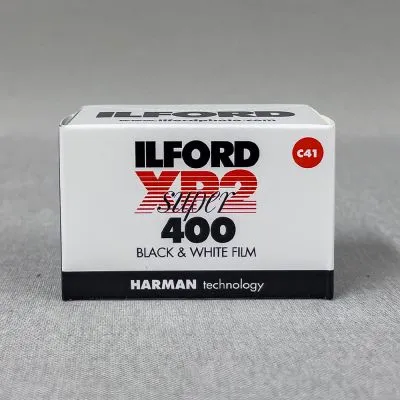 ILFORD
www.ilfordphoto.com
ILFORD
C41
XP2
super
400
BLACK & WHITE FILM
HARMAN technology